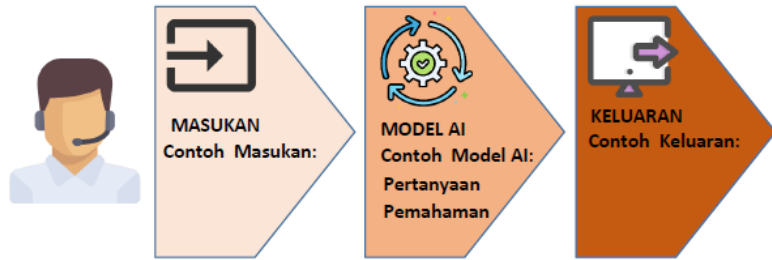 MASUKAN
Contoh Masukan:
MODEL AI
Contoh Model AI:
Pertanyaan
Pemahaman
KELUARAN
Contoh Keluaran: